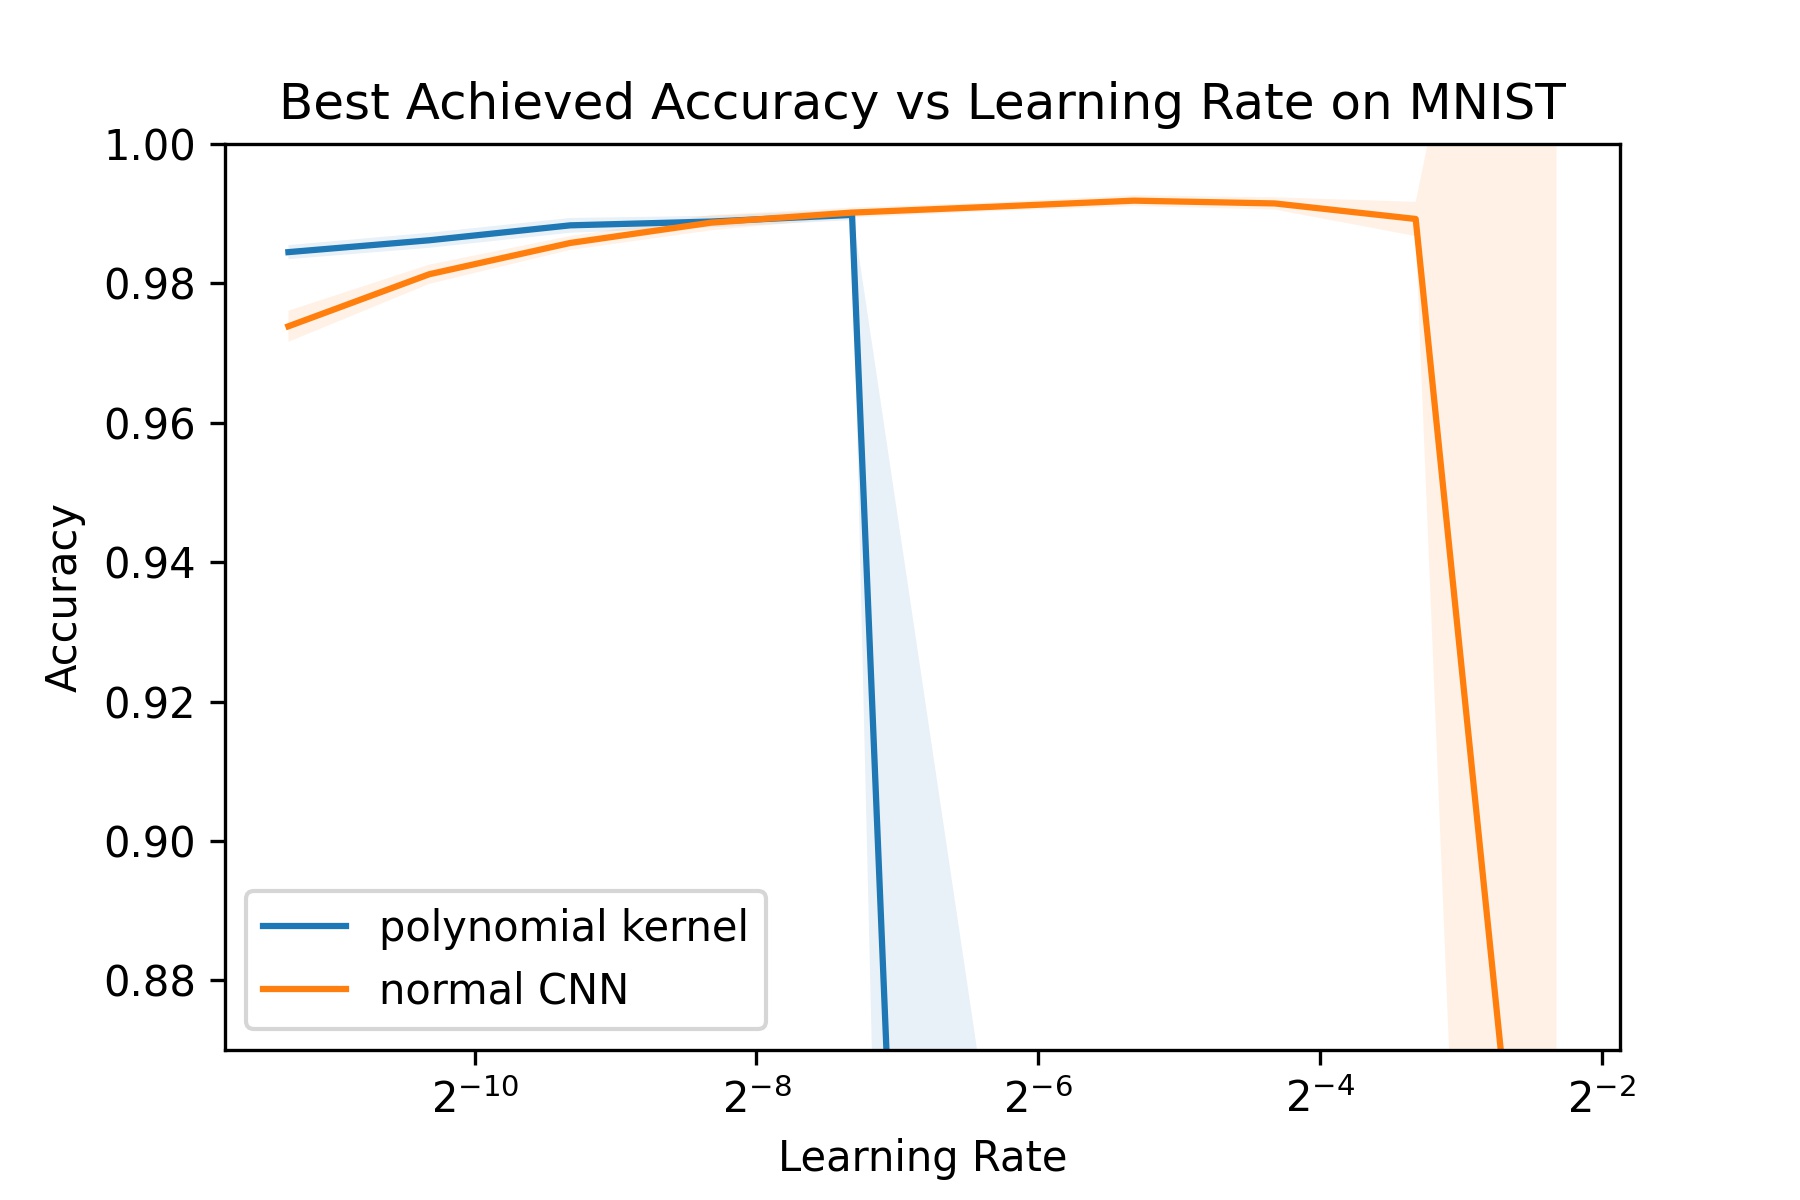 Best Achieved Accuracy vs Learning Rate on MNIST
1.00
0.98
0.96
0.94
0.92
0.90
0.88
Accuracy
polynomial kernel
normal CNN
2⁻¹⁰ 2⁻⁸ 2⁻⁶ 2⁻⁴ 2⁻²
Learning Rate